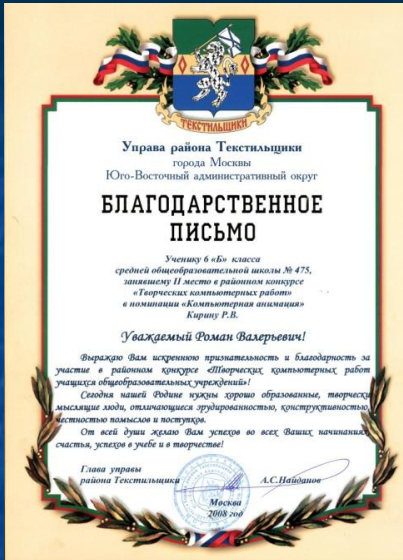 ТЕКСТИЛЬЩИКИ
Управа района Текстильщики
города Москвы
Юго-Восточный административный округ
БЛАГОДАРСТВЕННОЕ
ПИСЬМО
Ученику 6 «Б» класса
средней общеобразовательной школы № 475,
занявшему II место в районном конкурсе
«Творческих компьютерных работ»
в номинации «Компьютерная анимация»
Кирину Р.В.
Уважаемый Роман Валерьевич!
Выражаю Вам искреннюю признательность и благодарность за
участие в районном конкурсе «Творческих компьютерных работ
учащихся общеобразовательных учреждений»!
Сегодня нашей Родине нужны хорошо образованные, творчески
мыслящие люди, отличающиеся эрудированностью, конструктивностью,
честностью помыслов и поступков.
От всей души желаю Вам успехов во всех Ваших начинаниях,
счастья, успехов в учебе и в творчестве!
Глава управы
района Текстильщики А.С.Найданов
Москва
2008 год